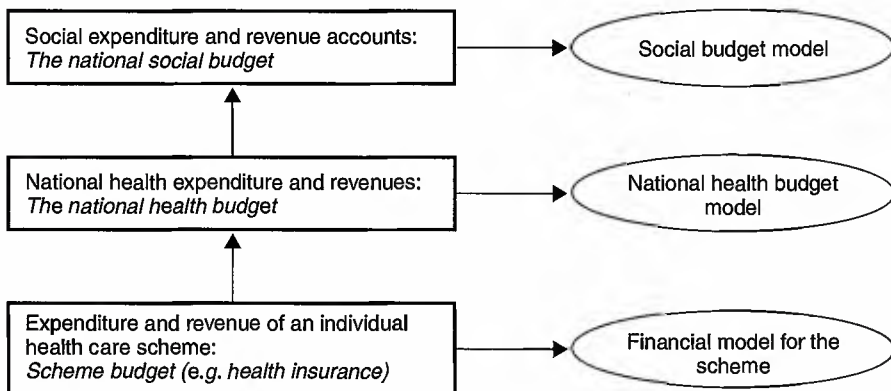 Social expenditure and revenue accounts:
The national social budget
Social budget model
National health expenditure and revenues:
The national health budget
National health budget
model
Expenditure and revenue of an individual
health care scheme:
Scheme budget (e.g. health insurance)
Financial model for the
scheme